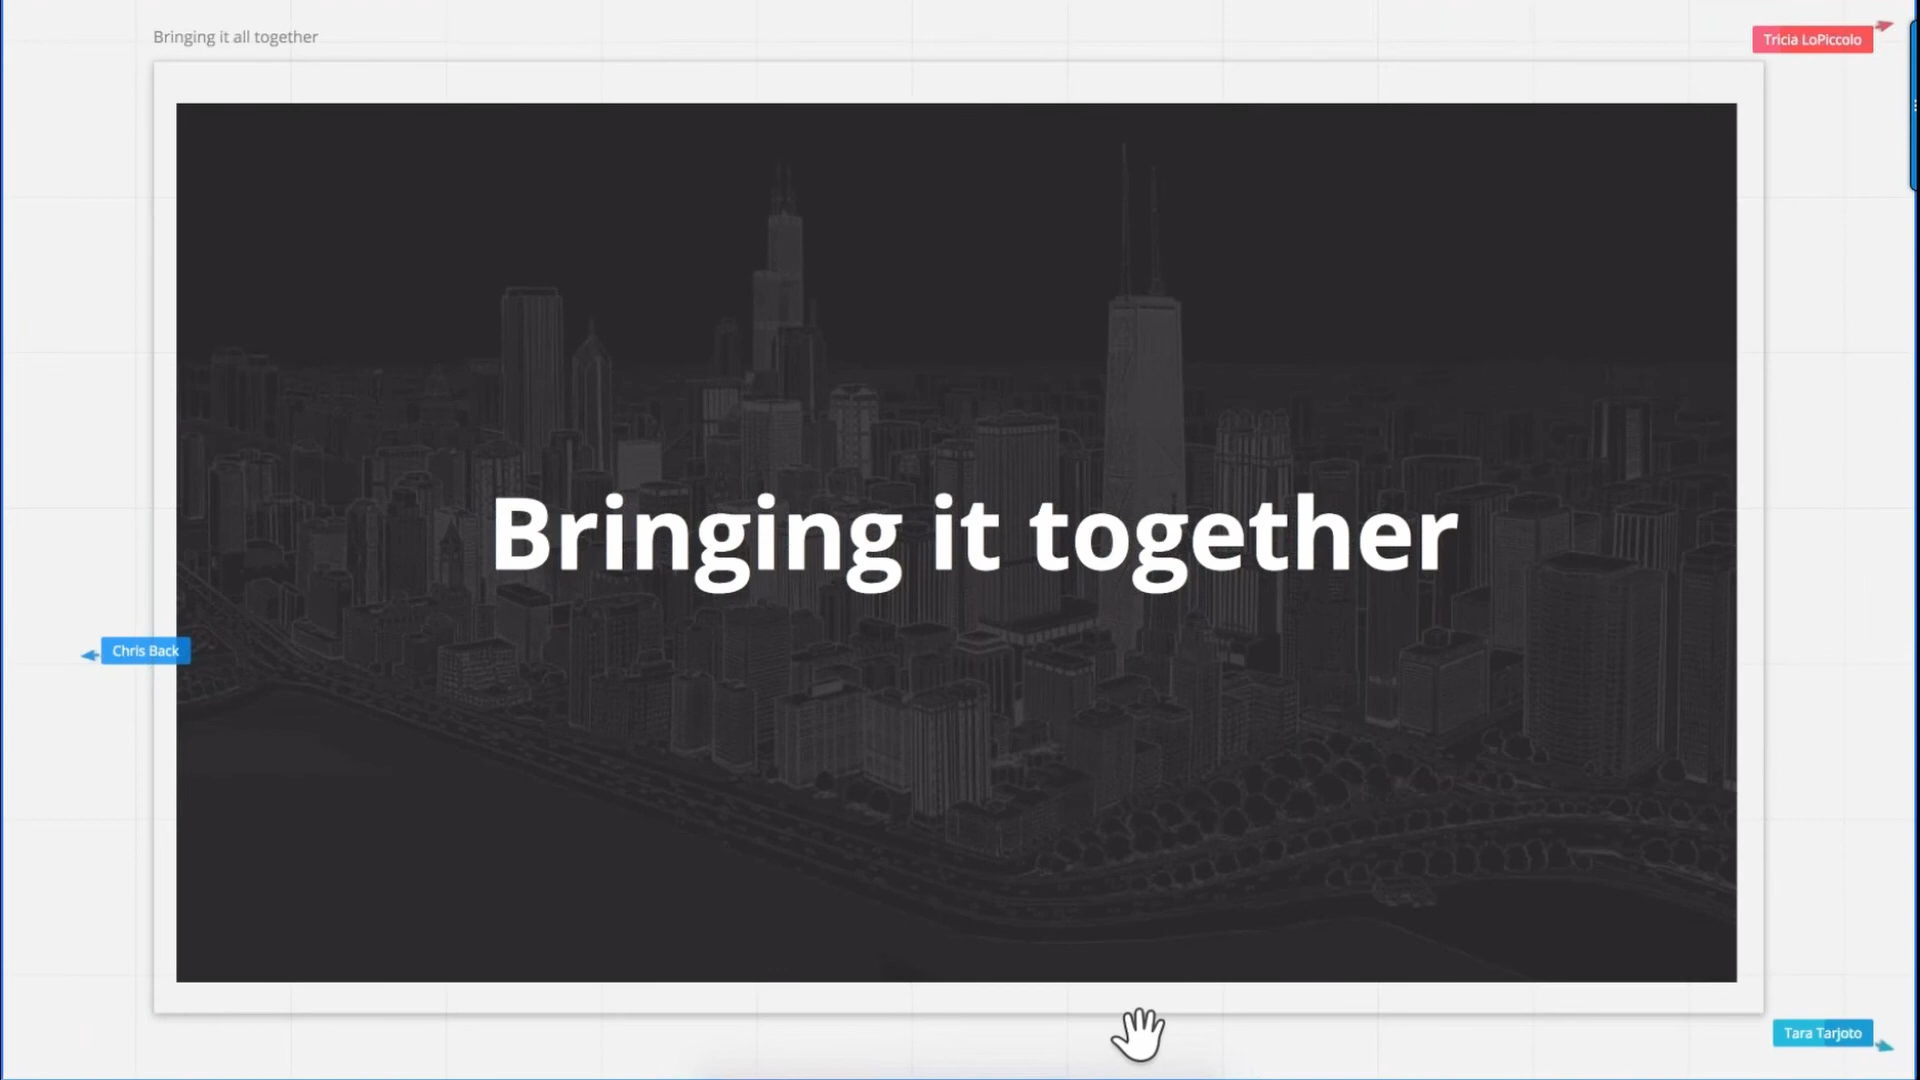 Bringing it all together
Tricia LoPiccolo
Bringing it together
Chris Back
Tara Tarjoto